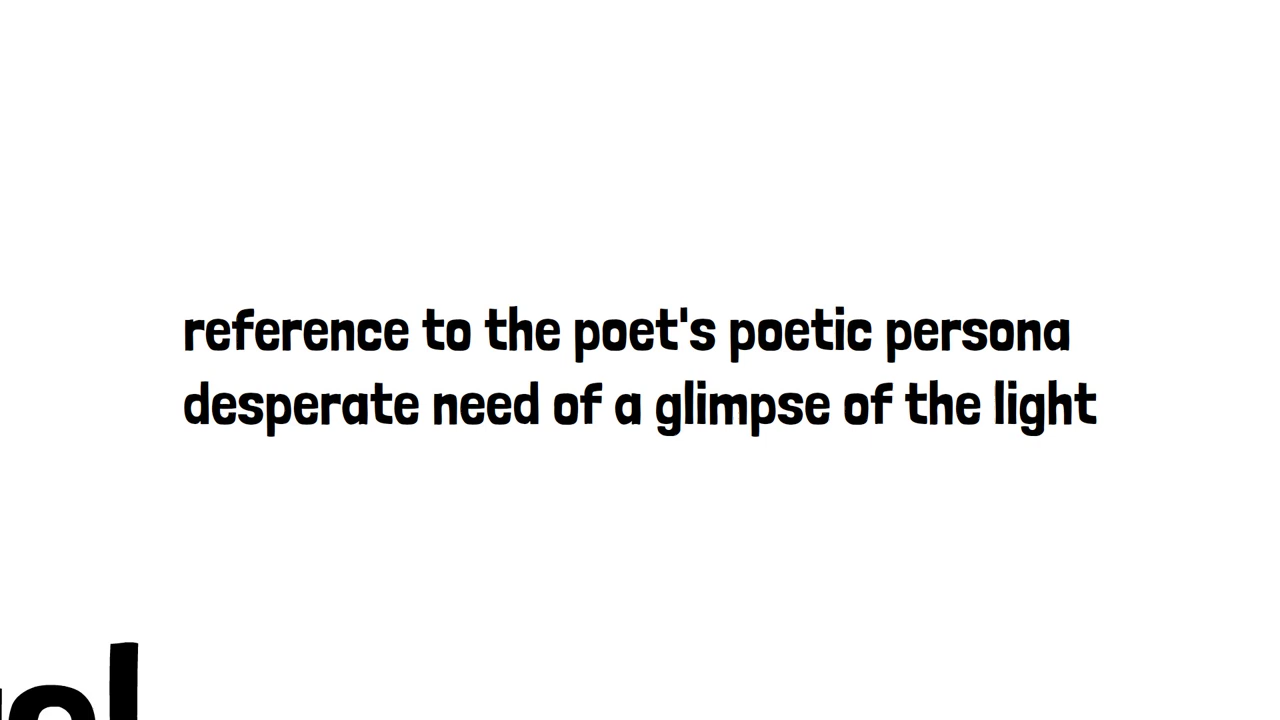 reference to the poet's poetic persona
desperate need of a glimpse of the light